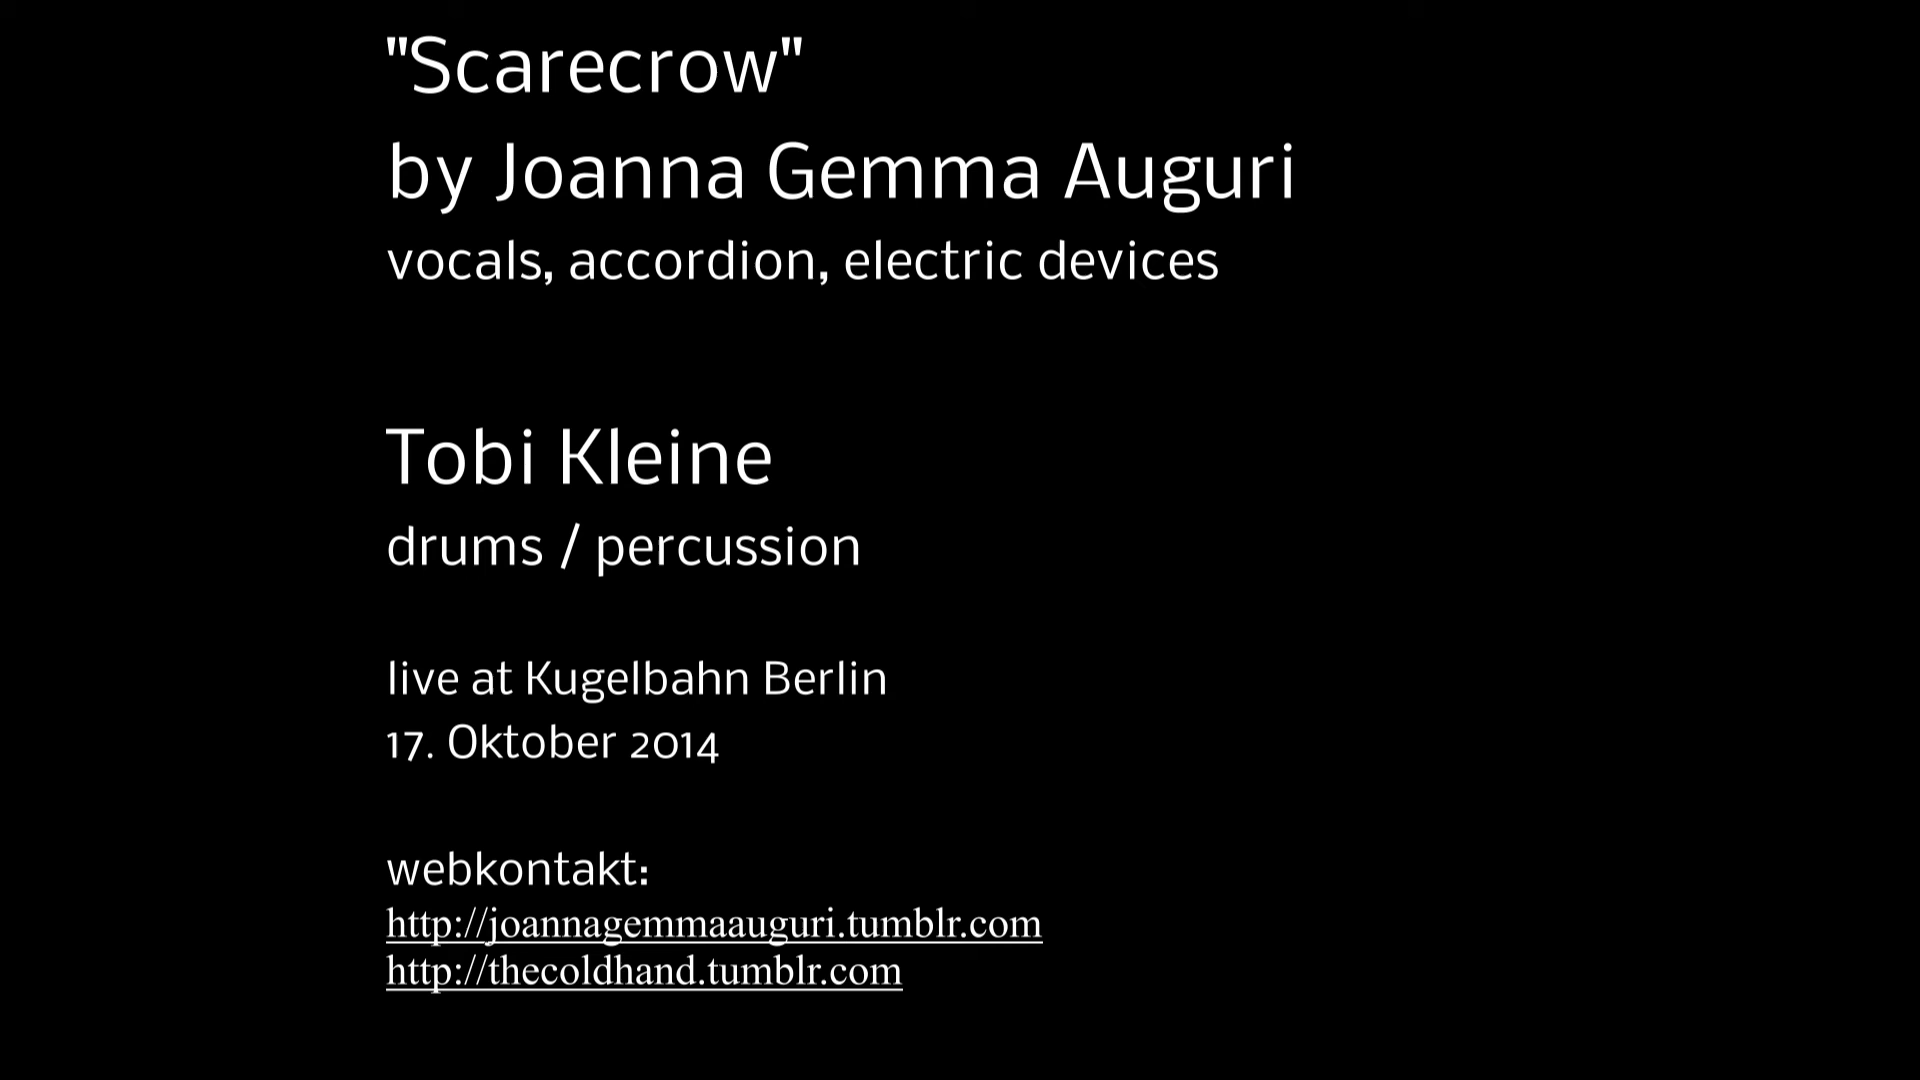 "Scarecrow"
by Joanna Gemma Auguri
vocals, accordion, electric devices
Tobi Kleine
drums / percussion
live at Kugelbahn Berlin
17. Oktober 2014
webkontakt:
http://joannagemmaauguri.tumblr.com
http://thecoldhand.tumblr.com